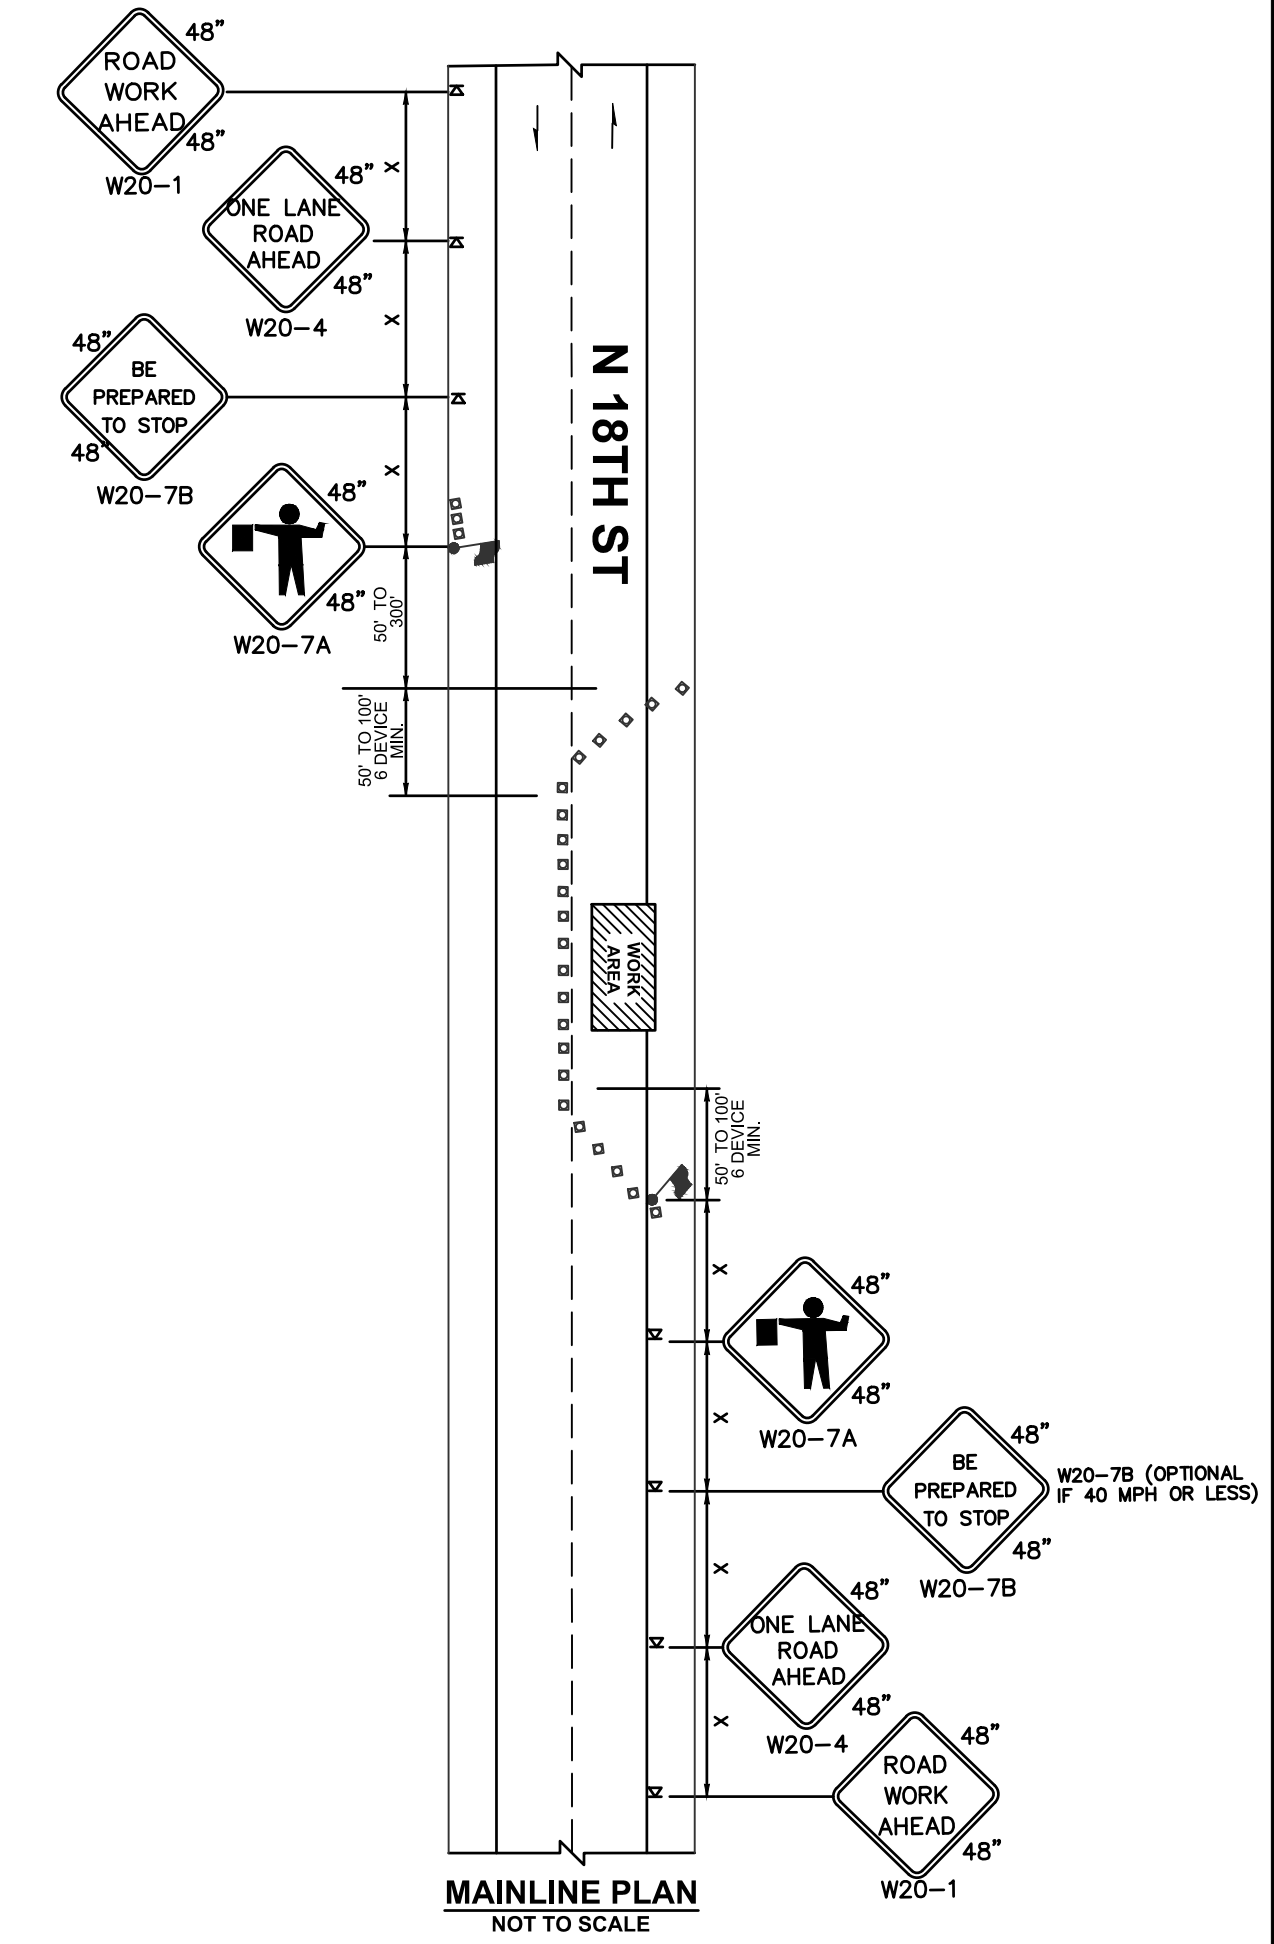 48"
ROAD
WORK
AHEAD
48"
W20-1
X
48"
ONE LANE
ROAD
AHEAD
48"
W20-4
X
48"
BE
PREPARED
TO STOP
48"
W20-7B
X
48"
48"
W20-7A
N 18TH ST
50' TO
300'
50' TO 100'
6 DEVICE
MIN.
WORK
AREA
50' TO 100'
6 DEVICE
MIN.
X
48"
48"
W20-7A
X
48"
BE
PREPARED
TO STOP
48"
W20-7B
W20-7B (OPTIONAL
IF 40 MPH OR LESS)
X
48"
ONE LANE
ROAD
AHEAD
48"
W20-4
X
48"
ROAD
WORK
AHEAD
48"
W20-1
MAINLINE PLAN
NOT TO SCALE